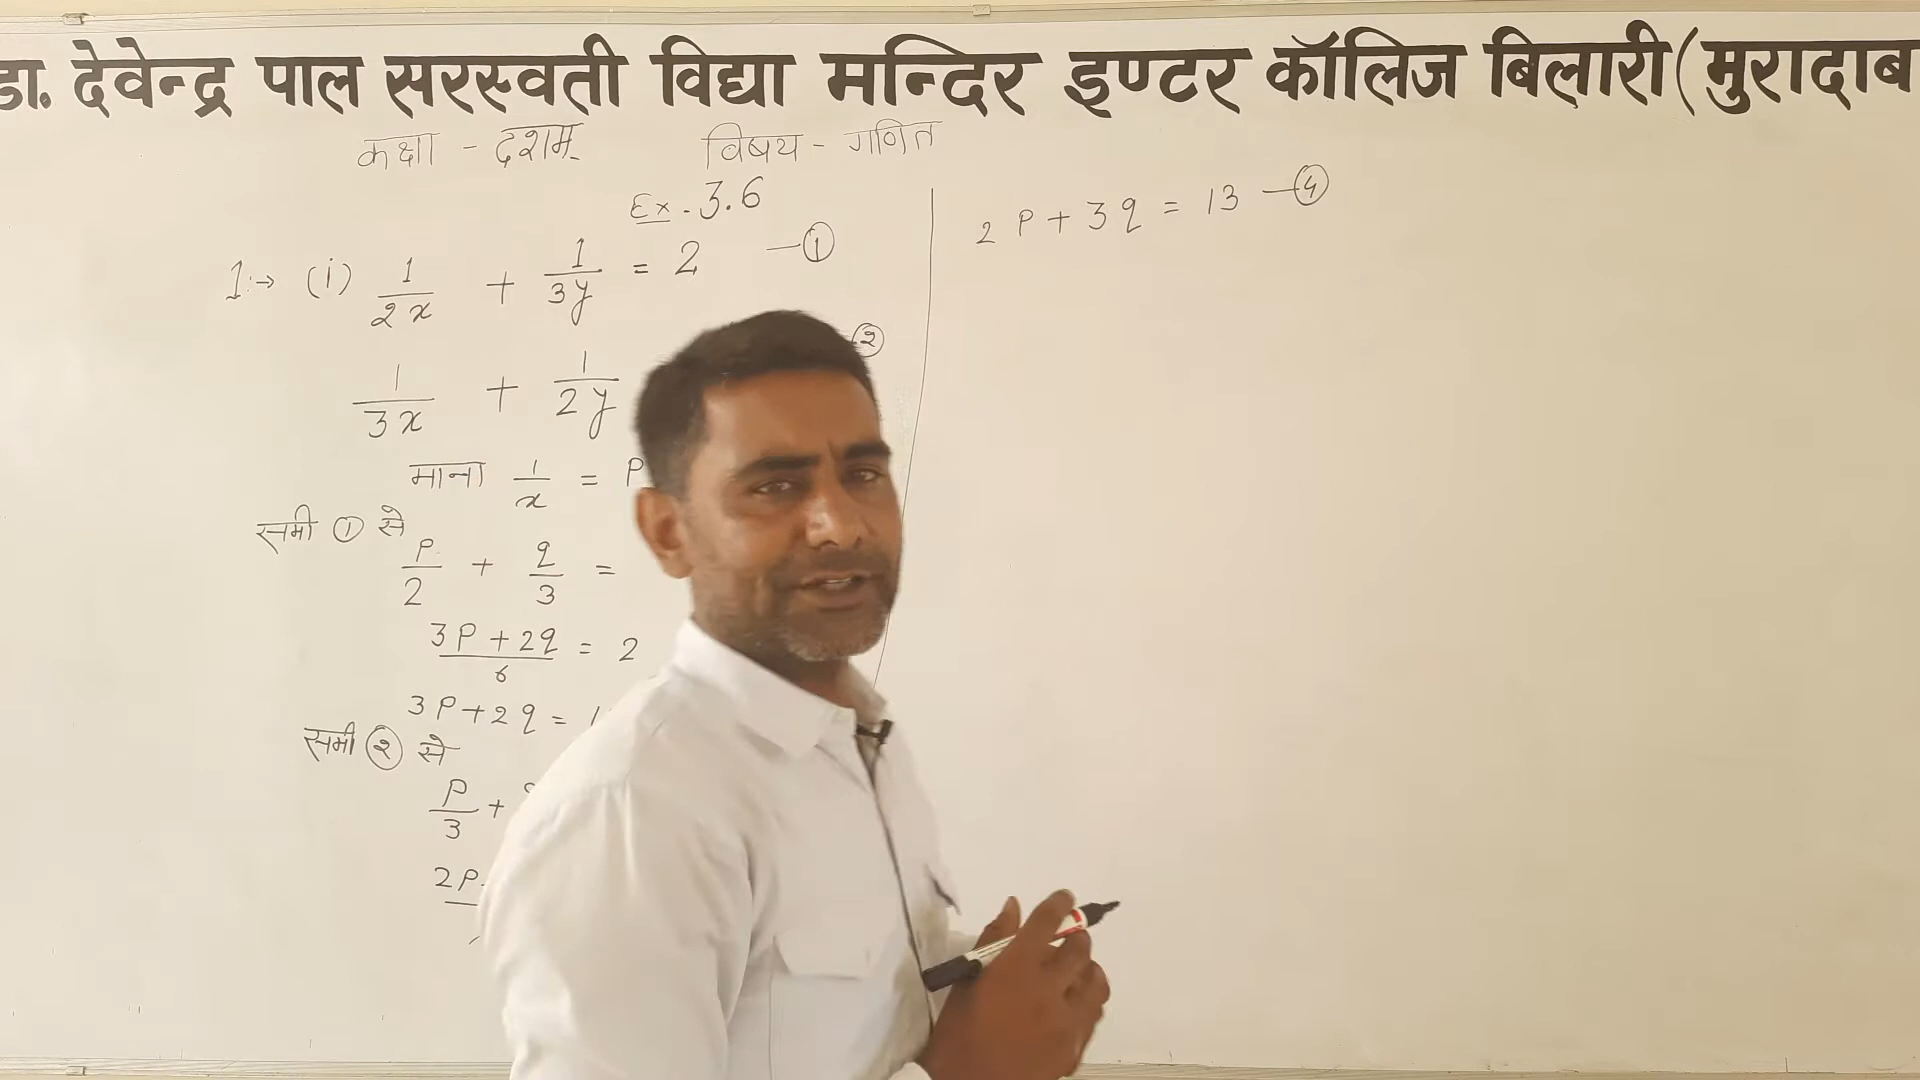 डा. देवेन्द्र पाल सरस्वती विद्या मन्दिर इण्टर कॉलिज बिलारी (मुरादाब
कक्षा - दशम विषय - गणित
Ex. 3.6
1:→ (i) 1/2x + 1/3y = 2 —①
1/3x + 1/2y ②
माना 1/x = P
समी ① से
P/2 + q/3 =
3P + 2q/6 = 2
3P + 2q = 1
समी ② से
P/3 +
2P
2P + 3q = 13 —④